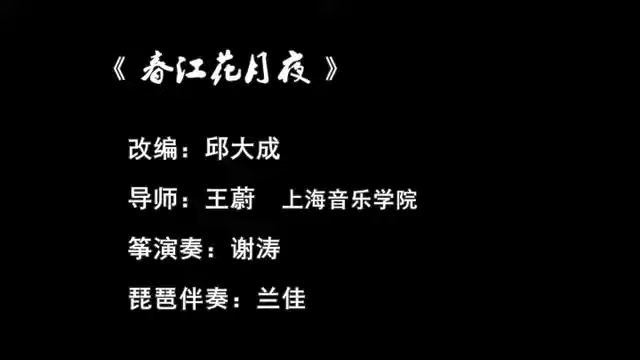 《春江花月夜》
改编：邱大成
导师：王蔚　上海音乐学院
筝演奏：谢涛
琵琶伴奏：兰佳